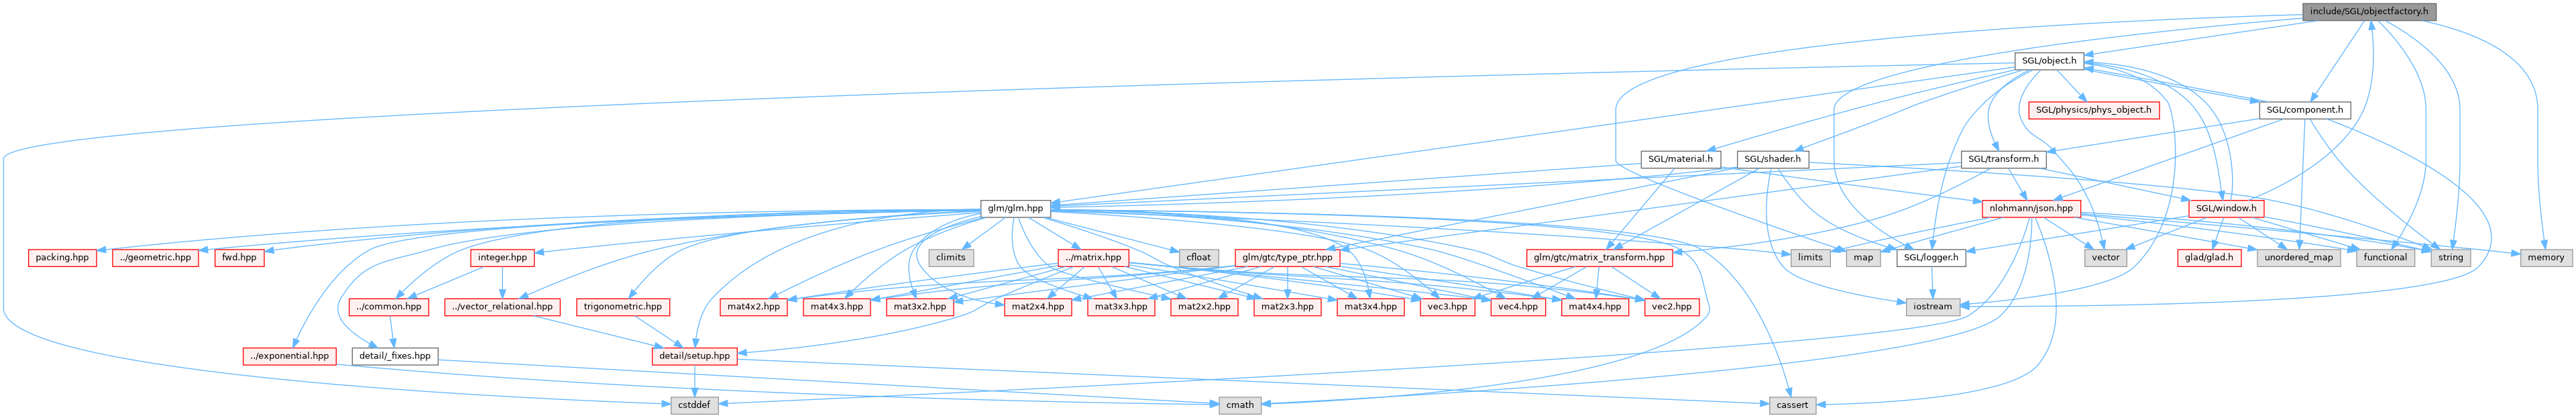 include/SGL/objectfactory.h
SGL/object.h
SGL/physics/phys_object.h
SGL/component.h
SGL/material.h
SGL/shader.h
SGL/transform.h
glm/glm.hpp
nlohmann/json.hpp
SGL/window.h
packing.hpp
../geometric.hpp
fwd.hpp
integer.hpp
climits
../matrix.hpp
cfloat
glm/gtc/type_ptr.hpp
glm/gtc/matrix_transform.hpp
limits
map
SGL/logger.h
vector
glad/glad.h
unordered_map
functional
string
memory
../common.hpp
../vector_relational.hpp
trigonometric.hpp
mat4x2.hpp
mat4x3.hpp
mat3x2.hpp
mat2x4.hpp
mat3x3.hpp
mat2x2.hpp
mat2x3.hpp
mat3x4.hpp
vec3.hpp
vec4.hpp
mat4x4.hpp
vec2.hpp
iostream
../exponential.hpp
detail/_fixes.hpp
detail/setup.hpp
cstddef
cmath
cassert